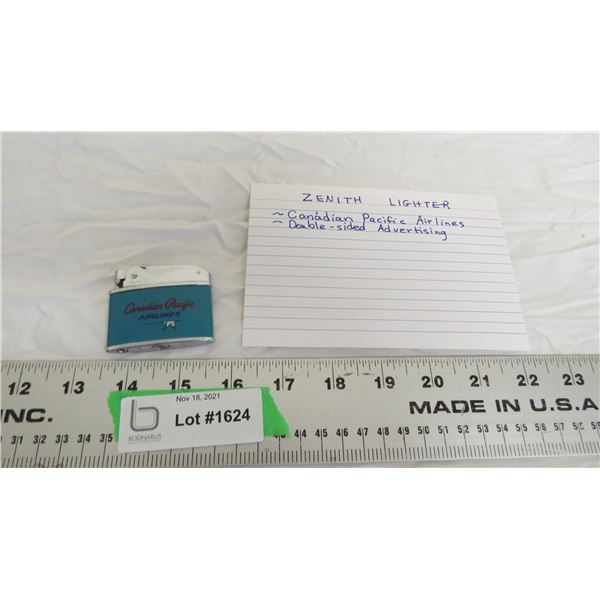 ZENITH LIGHTER
~ Canadian Pacific Airlines
~ Double-sided Advertising
Canadian Pacific
AIRLINES
12 13 14 15 16 17 18 19 20 21 22 23
INC.
MADE IN U.S.A
Nov 18, 2021
Lot #1624
b
BODNARUS